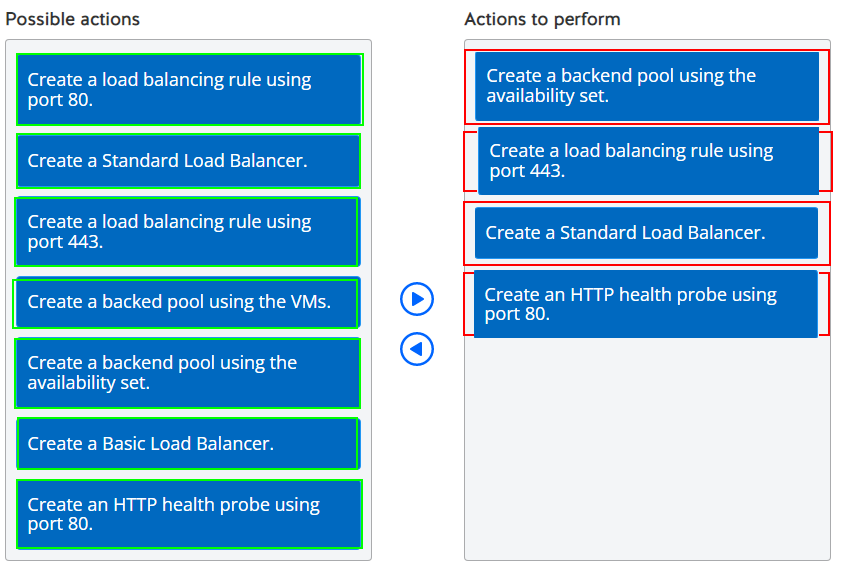 Possible actions
Create a load balancing rule using
port 80.
Create a Standard Load Balancer.
Create a load balancing rule using
port 443.
Create a backed pool using the VMs.
Create a backend pool using the
availability set.
Create a Basic Load Balancer.
Create an HTTP health probe using
port 80.
Actions to perform
Create a backend pool using the
availability set.
Create a load balancing rule using
port 443.
Create a Standard Load Balancer.
Create an HTTP health probe using
port 80.